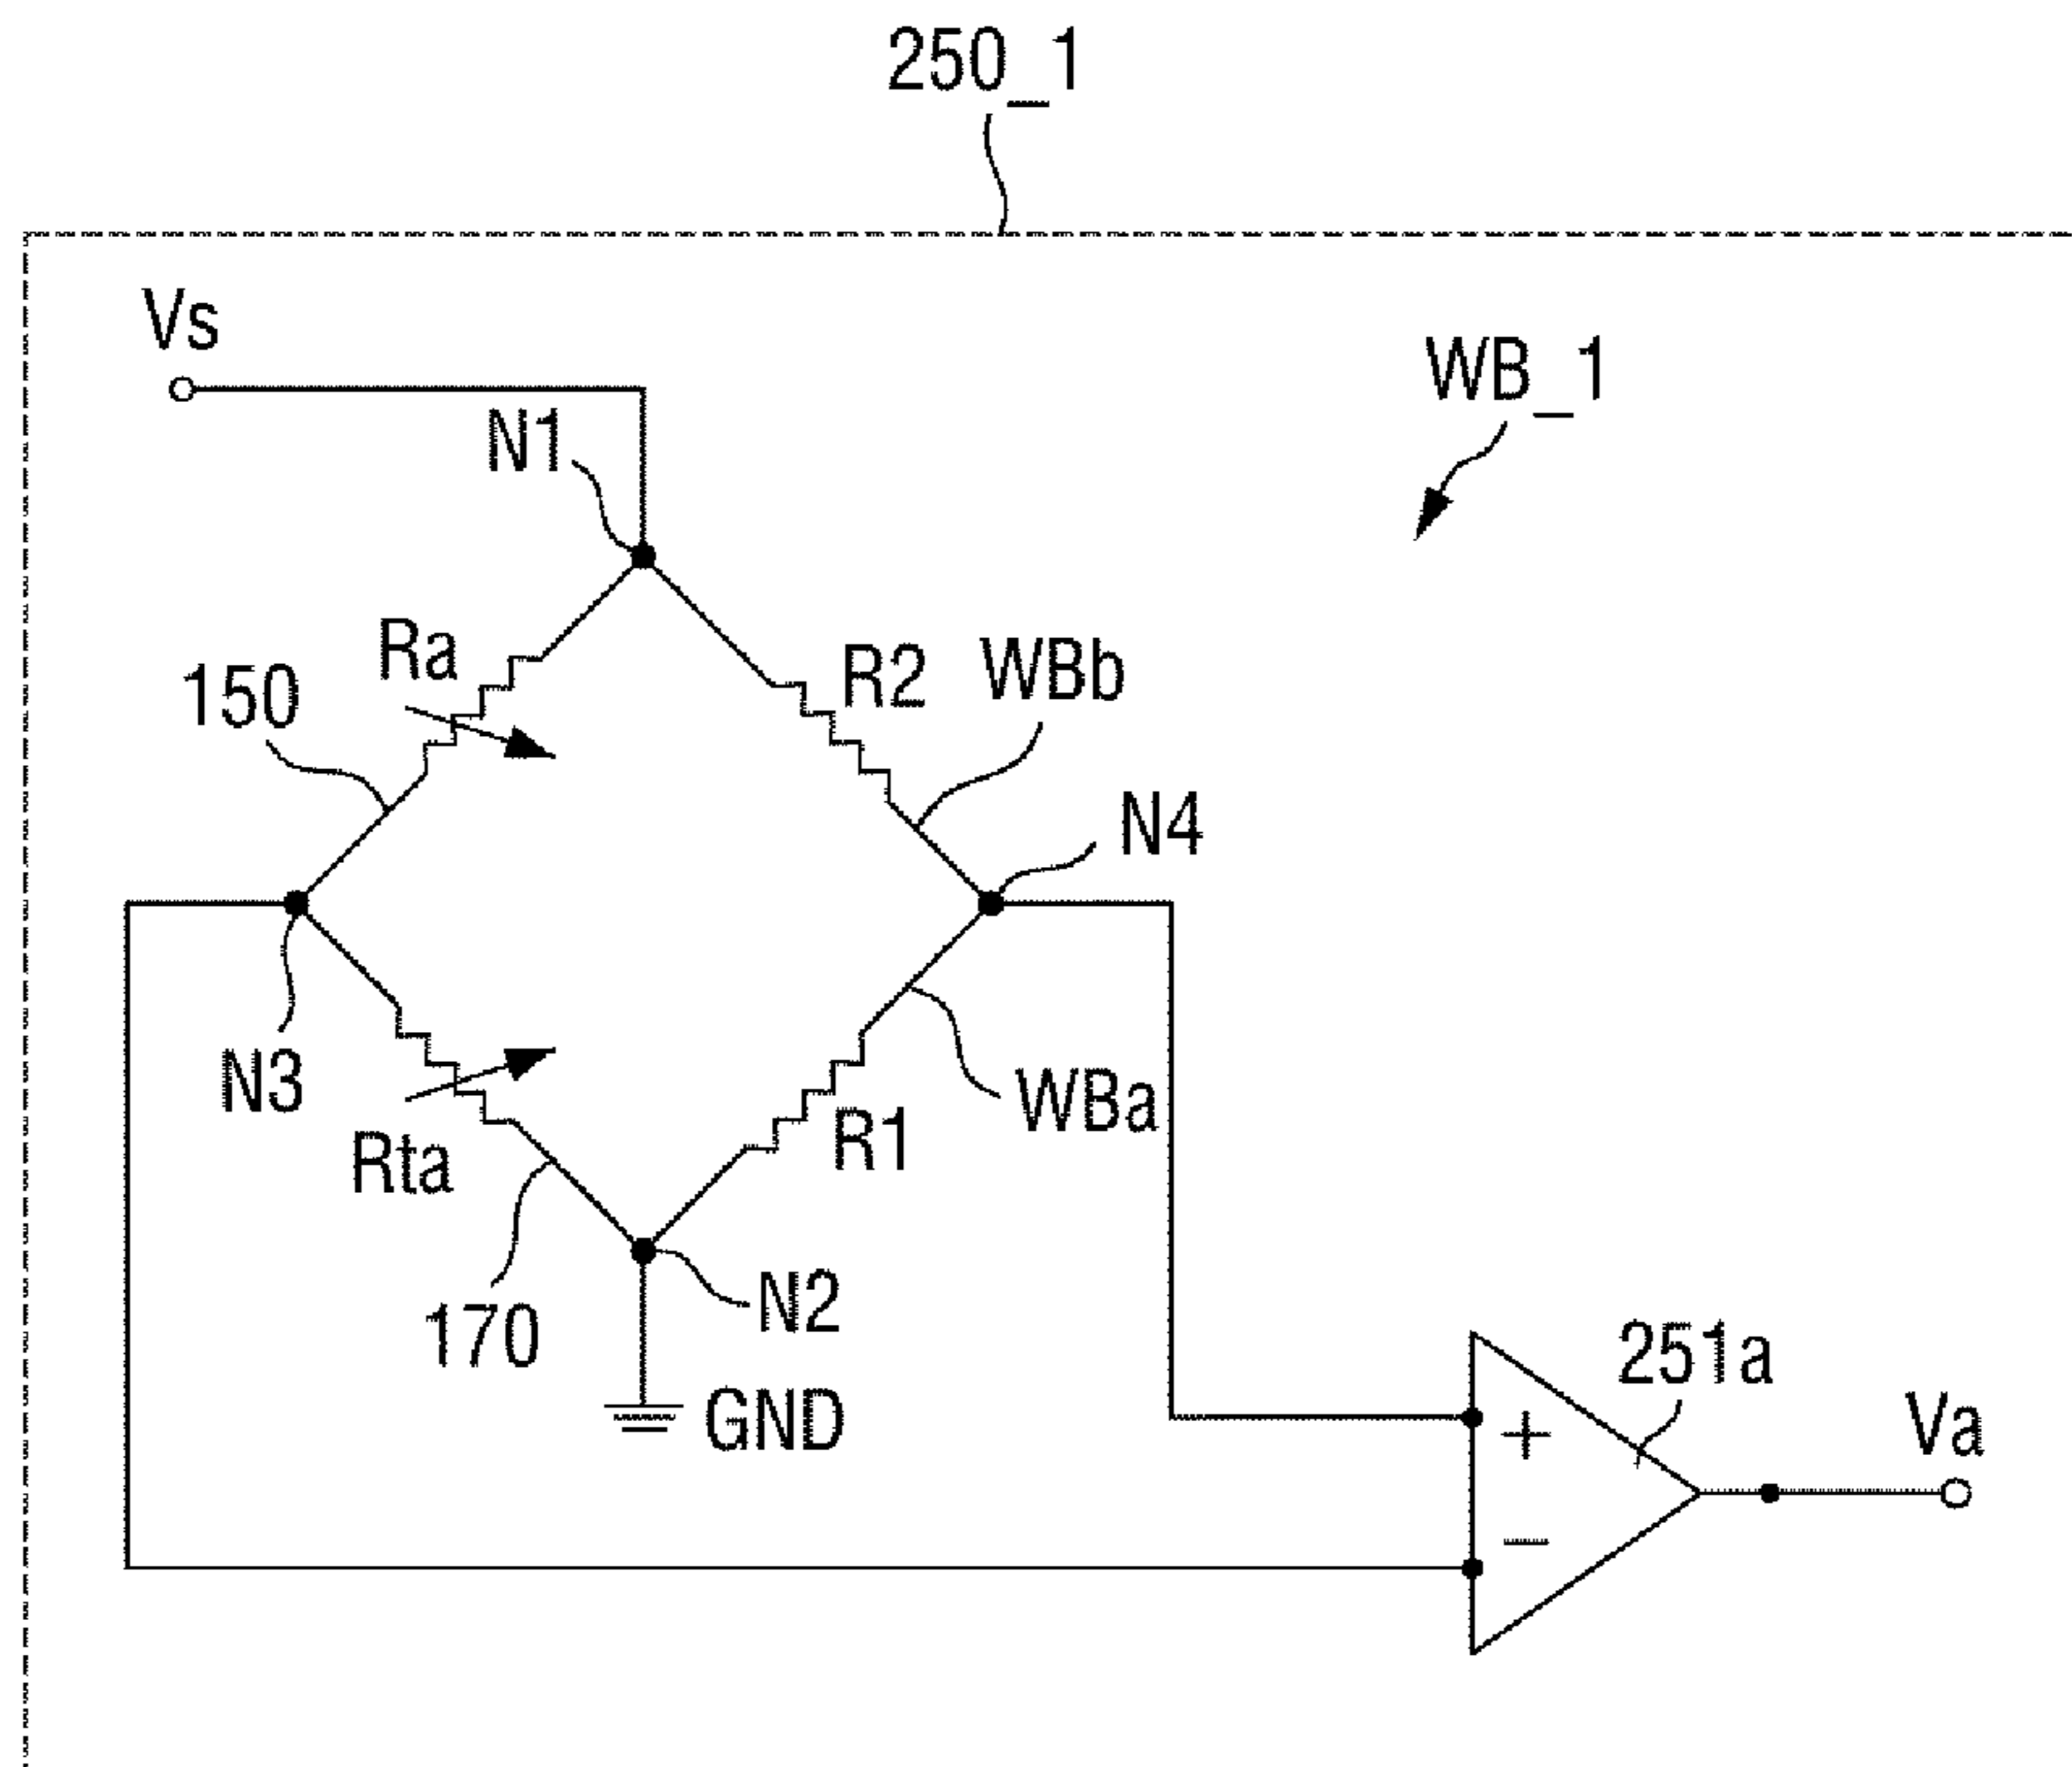 250_1
Vs
WB_1
N1
Ra
R2
WBb
150
N4
N3
WBa
R1
Rta
170
N2
251a
GND
Va
+
−